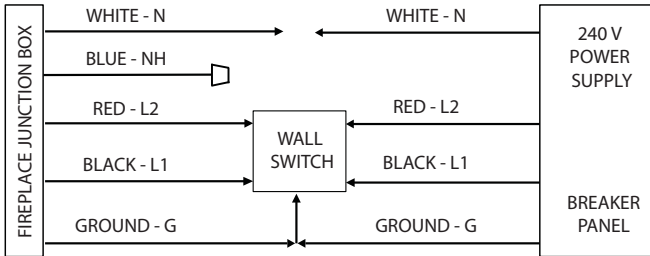 FIREPLACE JUNCTION BOX
WHITE - N
BLUE - NH
RED - L2
BLACK - L1
GROUND - G
WALL
SWITCH
WHITE - N
RED - L2
BLACK - L1
GROUND - G
240 V
POWER
SUPPLY
BREAKER
PANEL